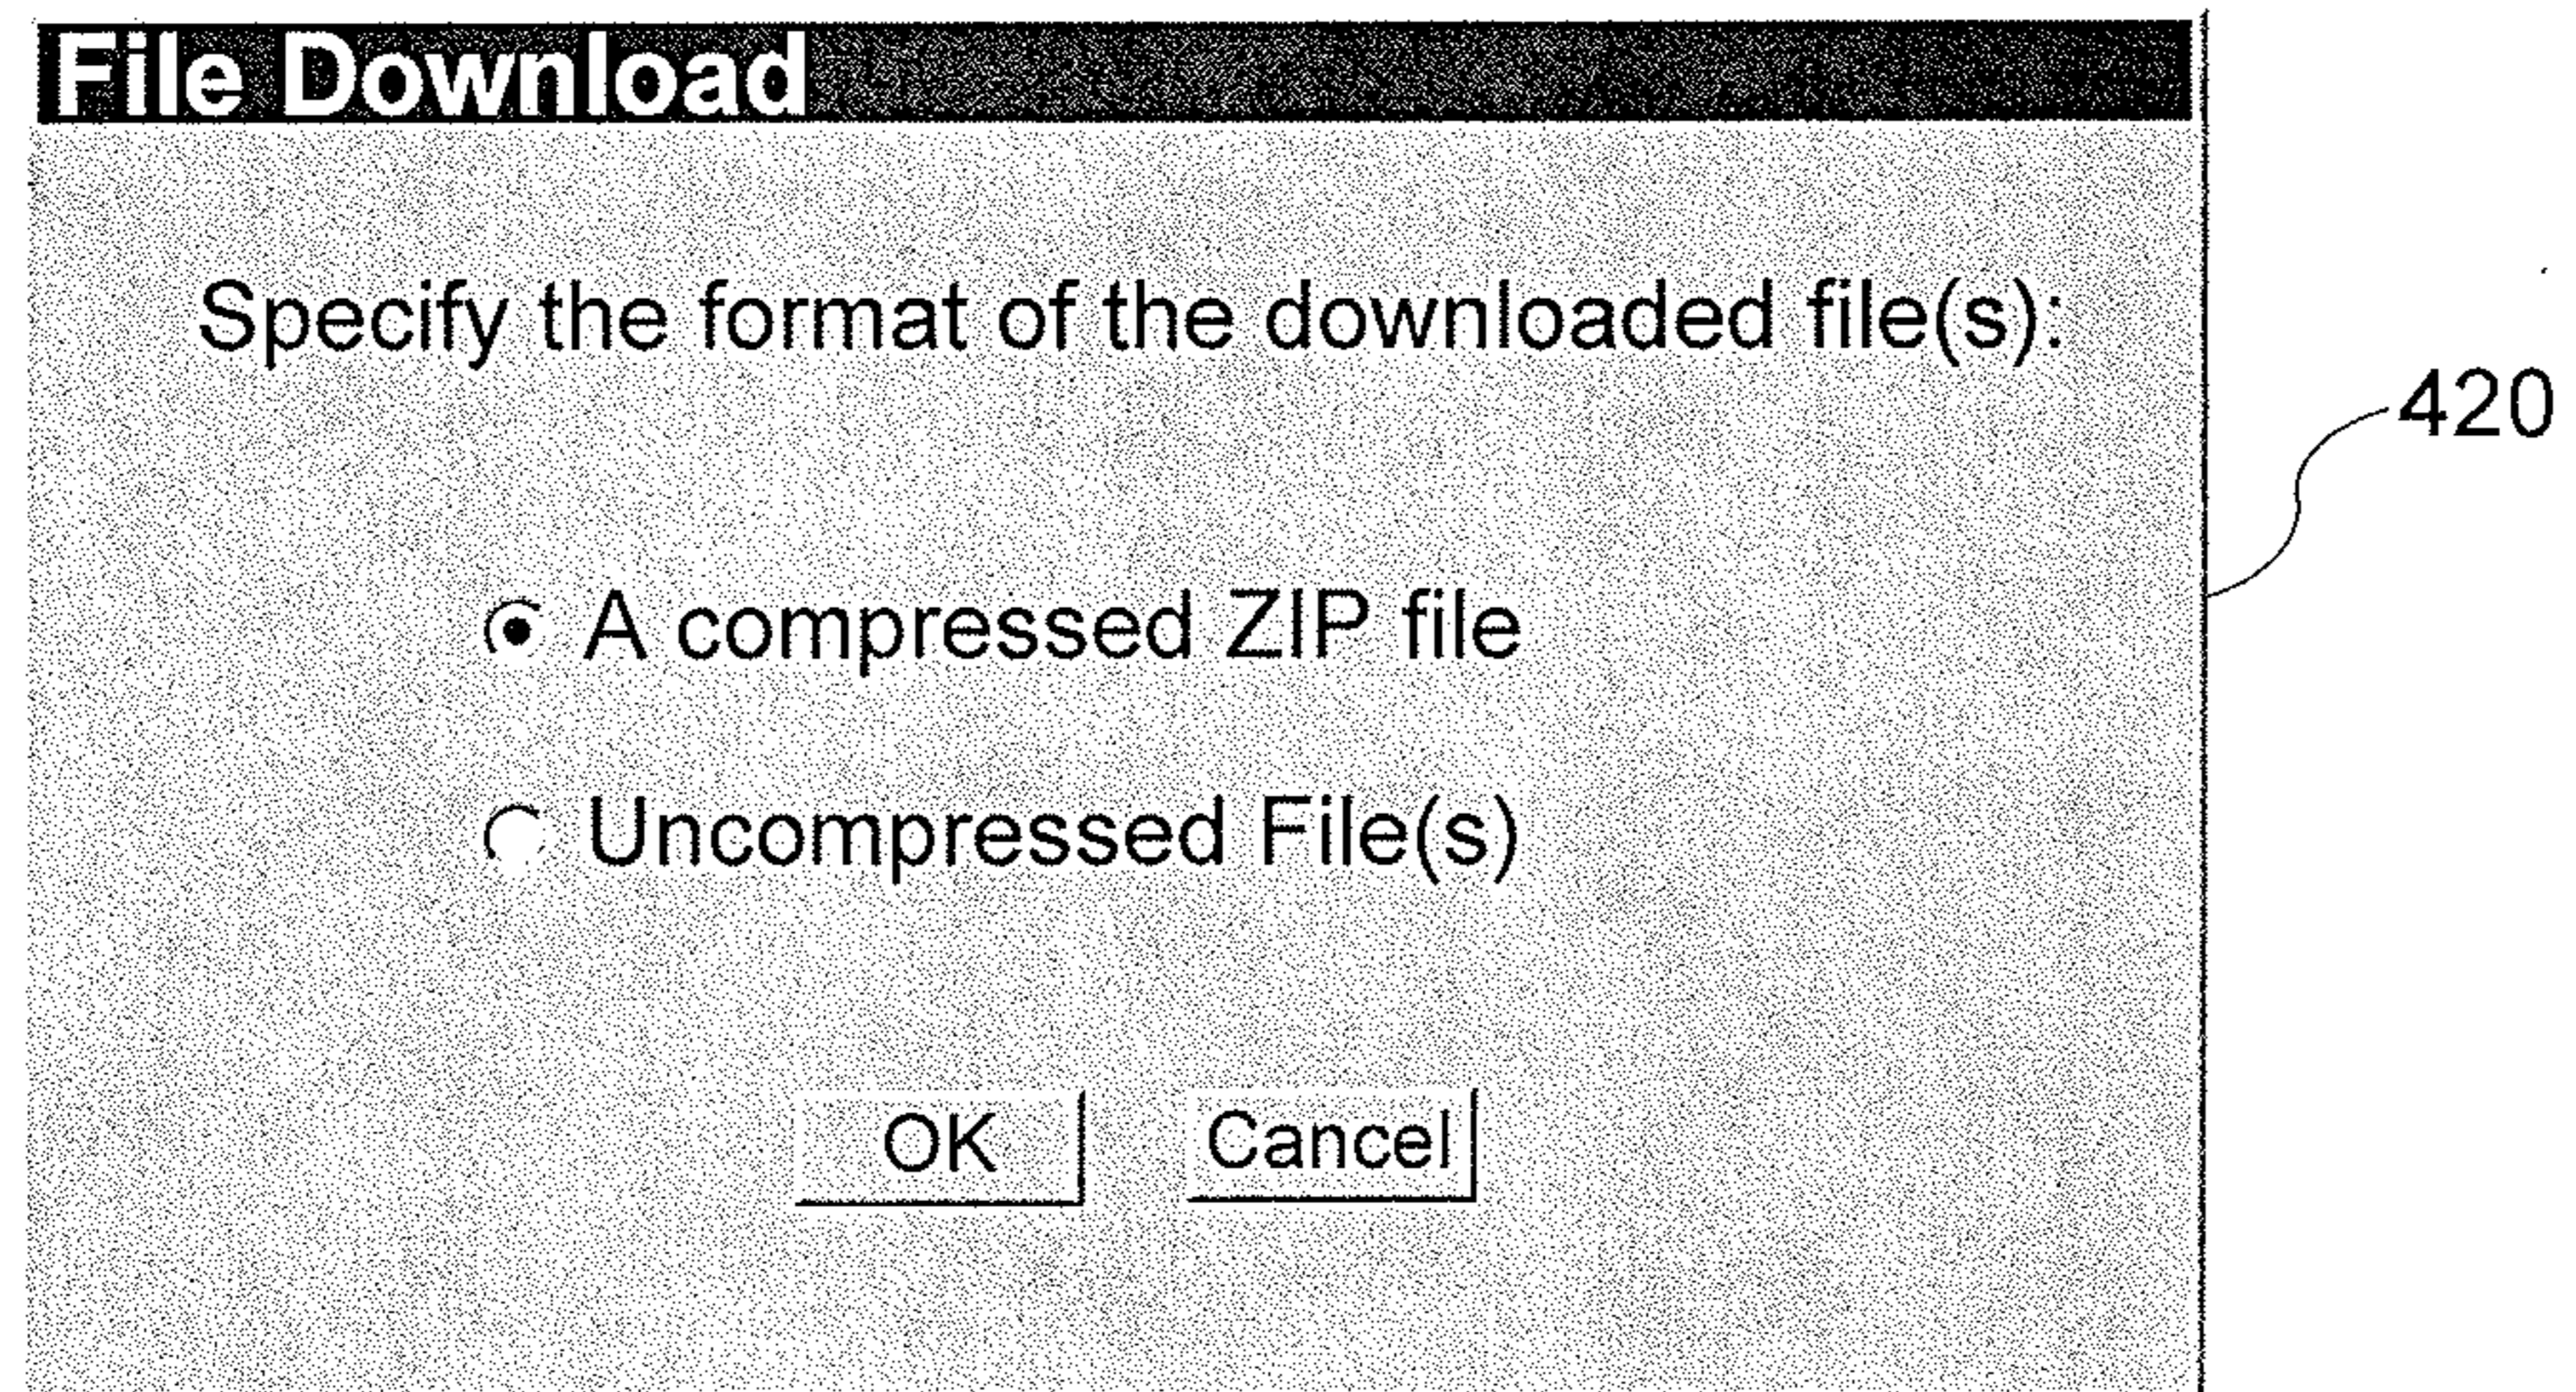 File Download
Specify the format of the downloaded file(s):
420
A compressed ZIP file
Uncompressed File(s)
OK Cancel